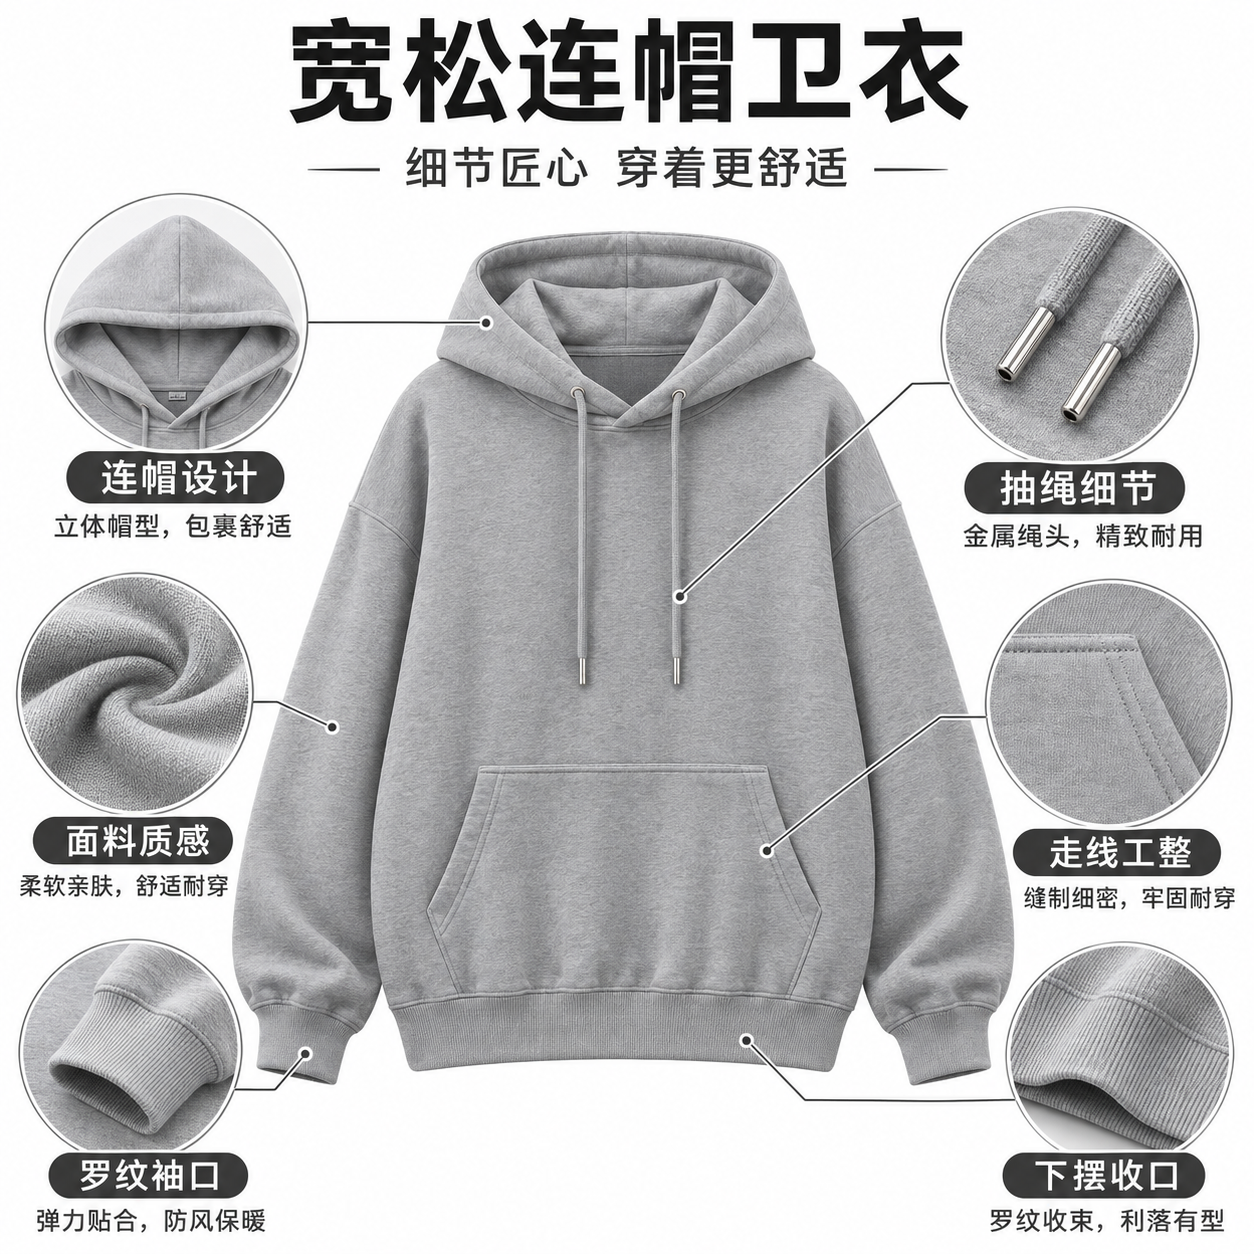 宽松连帽卫衣
细节匠心 穿着更舒适
连帽设计
立体帽型，包裹舒适
抽绳细节
金属绳头，精致耐用
面料质感
柔软亲肤，舒适耐穿
走线工整
缝制细密，牢固耐穿
罗纹袖口
弹力贴合，防风保暖
下摆收口
罗纹收束，利落有型